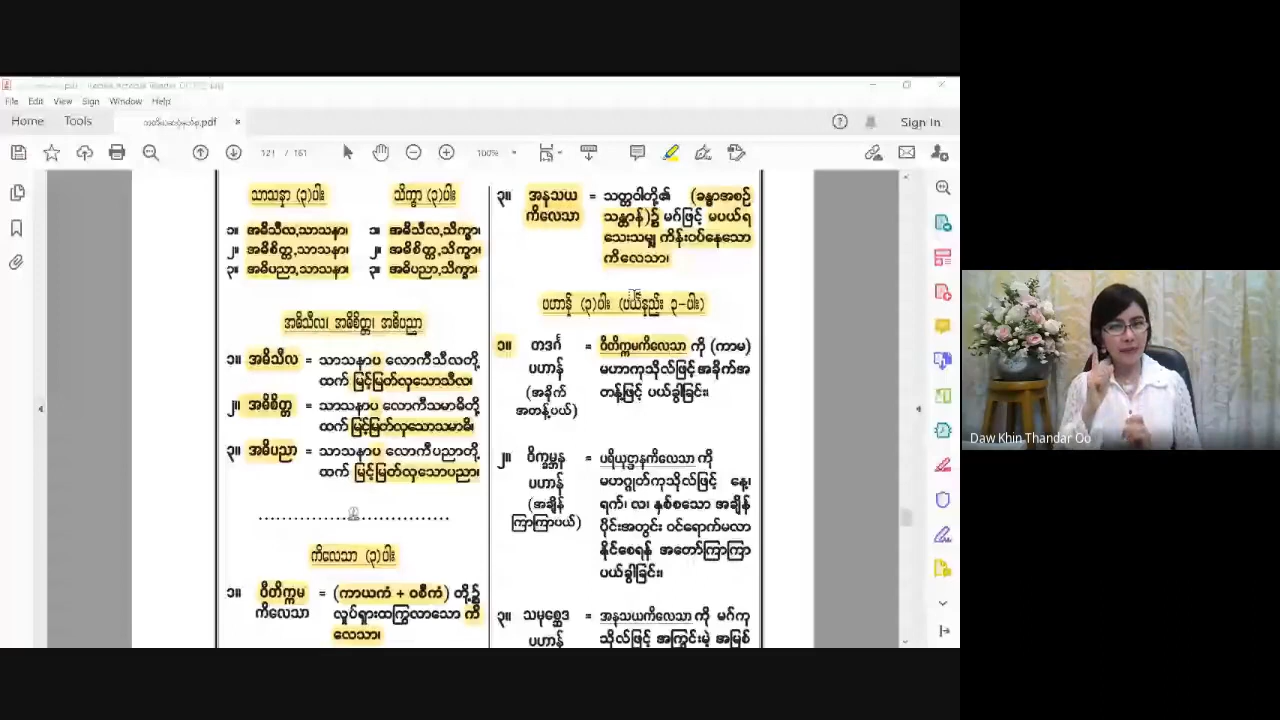 File Edit View Sign Window Help
Home Tools .pdf × Sign In
121 / 161 100%
သာသနာ (၃)ပါး သိက္ခာ (၃)ပါး
၁။ အဓိသီလ,သာသနာ၊ ၁။ အဓိသီလ,သိက္ခာ၊
၂။ အဓိစိတ္တ,သာသနာ၊ ၂။ အဓိစိတ္တ,သိက္ခာ၊
၃။ အဓိပညာ,သာသနာ၊ ၃။ အဓိပညာ,သိက္ခာ၊
အဓိသီလ၊ အဓိစိတ္တ၊ အဓိပညာ
၁။ အဓိသီလ = သာသနာပ လောကီသီလတို့
ထက် မြင့်မြတ်လှသောသီလ၊
၂။ အဓိစိတ္တ = သာသနာပ လောကီသမာဓိတို့
ထက် မြင့်မြတ်လှသောသမာဓိ၊
၃။ အဓိပညာ = သာသနာပ လောကီပညာတို့
ထက် မြင့်မြတ်လှသောပညာ၊
ကိလေသာ (၃)ပါး
၁။ ဝီတိက္ကမ = (ကာယကံ + ဝစီကံ) တို့၌
ကိလေသာ လှုပ်ရှားထကြွလာသော ကိ
လေသာ၊
၃။ အနုသယ = သတ္တဝါတို့၏ (ခန္ဓာအစဉ်
ကိလေသာ သန္တာန်)၌ မဂ်ဖြင့် မပယ်ရ
သေးသမျှ ကိန်းဝပ်နေသော
ကိလေသာ၊
ပဟာန် (၃)ပါး (ပယ်နည်း ၃-ပါး)
၁။ တဒင်္ဂ = ဝီတိက္ကမကိလေသာ ကို (ကာမ)
ပဟာန် မဟာကုသိုလ်ဖြင့် အခိုက်အ
(အခိုက် တန့်ဖြင့် ပယ်ခွါခြင်း၊
အတန့်ပယ်)
၂။ ဝိက္ခမ္ဘန = ပရိယုဋ္ဌာနကိလေသာ ကို
ပဟာန် မဟဂ္ဂုတ်ကုသိုလ်ဖြင့် နေ့၊
(အချိန် ရက်၊ လ၊ နှစ်စသော အချိန်
ကြာကြာပယ်) ပိုင်းအတွင်း ဝင်ရောက်မလာ
နိုင်စေရန် အတော်ကြာကြာ
ပယ်ခွါခြင်း၊
၃။ သမုစ္ဆေဒ = အနုသယကိလေသာ ကို မဂ်ကု
ပဟာန် သိုလ်ဖြင့် အကြွင်းမဲ့ အမြစ်
Daw Khin Thandar Oo